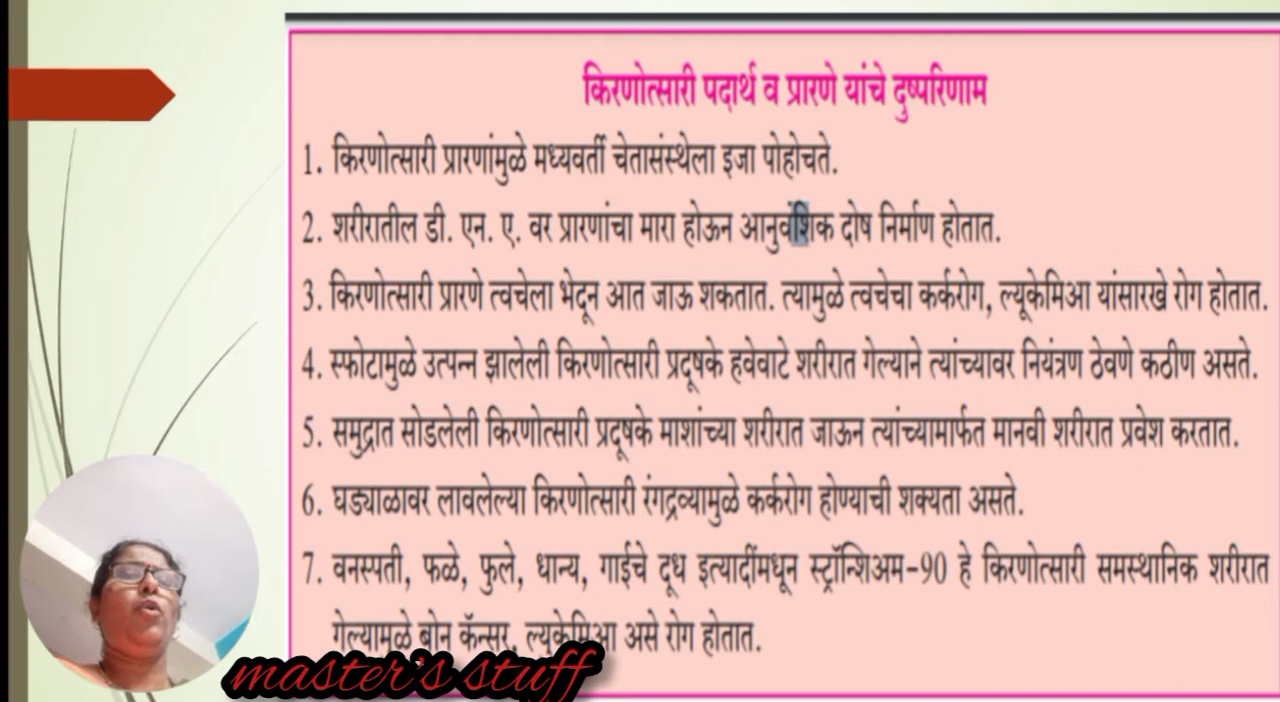 किरणोत्सारी पदार्थ व प्रारणे यांचे दुष्परिणाम
1. किरणोत्सारी प्रारणांमुळे मध्यवर्ती चेतासंस्थेला इजा पोहोचते.
2. शरीरातील डी. एन. ए. वर प्रारणांचा मारा होऊन आनुवंशिक दोष निर्माण होतात.
3. किरणोत्सारी प्रारणे त्वचेला भेदून आत जाऊ शकतात. त्यामुळे त्वचेचा कर्करोग, ल्यूकेमिआ यांसारखे रोग होतात.
4. स्फोटामुळे उत्पन्न झालेली किरणोत्सारी प्रदूषके हवेवाटे शरीरात गेल्याने त्यांच्यावर नियंत्रण ठेवणे कठीण असते.
5. समुद्रात सोडलेली किरणोत्सारी प्रदूषके माशांच्या शरीरात जाऊन त्यांच्यामार्फत मानवी शरीरात प्रवेश करतात.
6. घड्याळावर लावलेल्या किरणोत्सारी रंगद्रव्यामुळे कर्करोग होण्याची शक्यता असते.
7. वनस्पती, फळे, फुले, धान्य, गाईचे दूध इत्यादींमधून स्ट्रॉन्शिअम-90 हे किरणोत्सारी समस्थानिक शरीरात
गेल्यामुळे बोन कॅन्सर, ल्युकेमिआ असे रोग होतात.
master's stuff